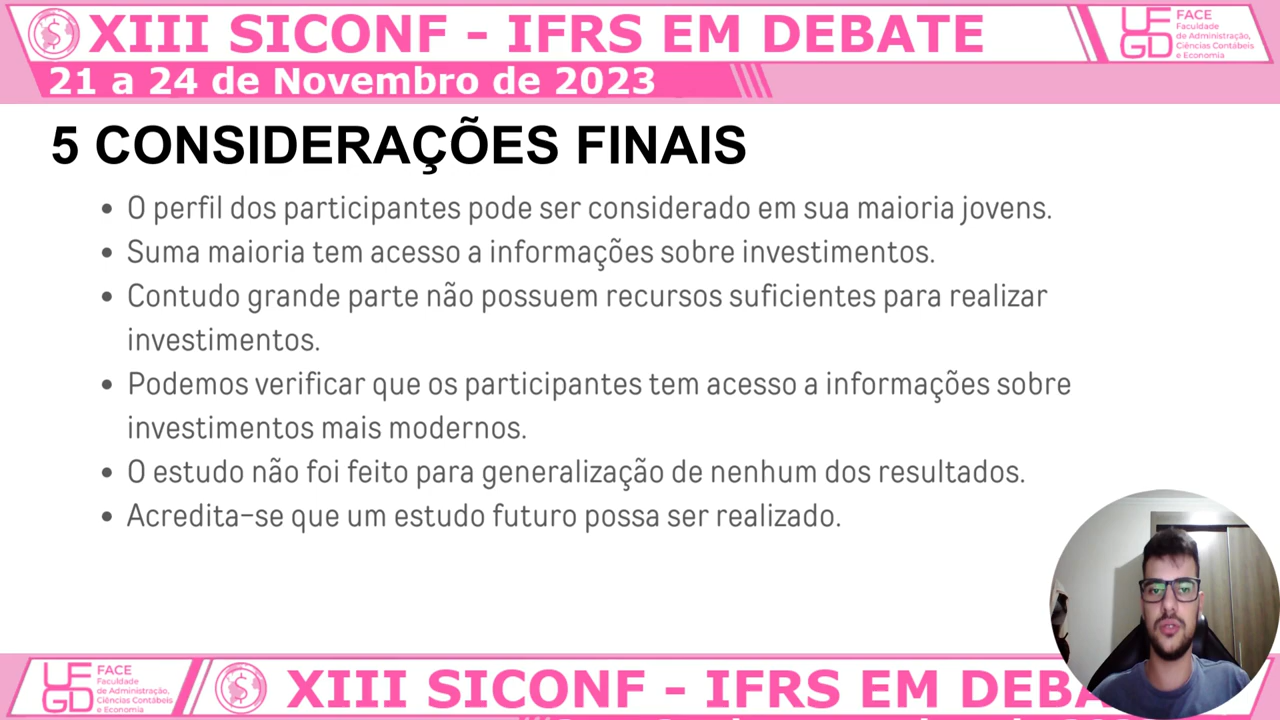 XIII SICONF - IFRS EM DEBATE
21 a 24 de Novembro de 2023
UFGD
FACE
Faculdade
de Administração,
Ciências Contábeis
e Economia
5 CONSIDERAÇÕES FINAIS
• O perfil dos participantes pode ser considerado em sua maioria jovens.
• Suma maioria tem acesso a informações sobre investimentos.
• Contudo grande parte não possuem recursos suficientes para realizar
investimentos.
• Podemos verificar que os participantes tem acesso a informações sobre
investimentos mais modernos.
• O estudo não foi feito para generalização de nenhum dos resultados.
• Acredita-se que um estudo futuro possa ser realizado.
UFGD
FACE
Faculdade
de Administração,
Ciências Contábeis
e Economia
XIII SICONF - IFRS EM DEBA